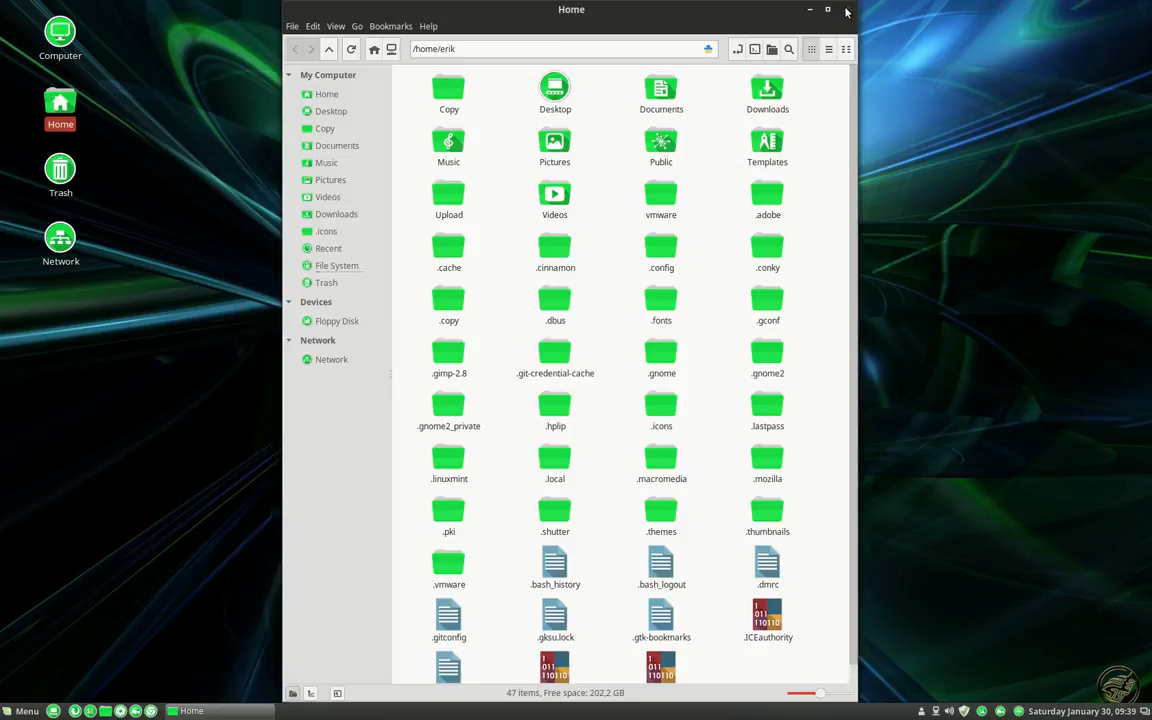 Home
File Edit View Go Bookmarks Help
/home/erik
Computer
Home
Trash
Network
My Computer
Home
Desktop
Copy
Documents
Music
Pictures
Videos
Downloads
.icons
Recent
File System
Trash
Devices
Floppy Disk
Network
Network
Copy Desktop Documents Downloads
Music Pictures Public Templates
Upload Videos vmware .adobe
.cache .cinnamon .config .conky
.copy .dbus .fonts .gconf
.gimp-2.8 .git-credential-cache .gnome .gnome2
.gnome2_private .hplip .icons .lastpass
.linuxmint .local .macromedia .mozilla
.pki .shutter .themes .thumbnails
.vmware .bash_history .bash_logout .dmrc
.gitconfig .gksu.lock .gtk-bookmarks .ICEauthority
47 items, Free space: 202,2 GB
Menu Home Saturday January 30, 09:39